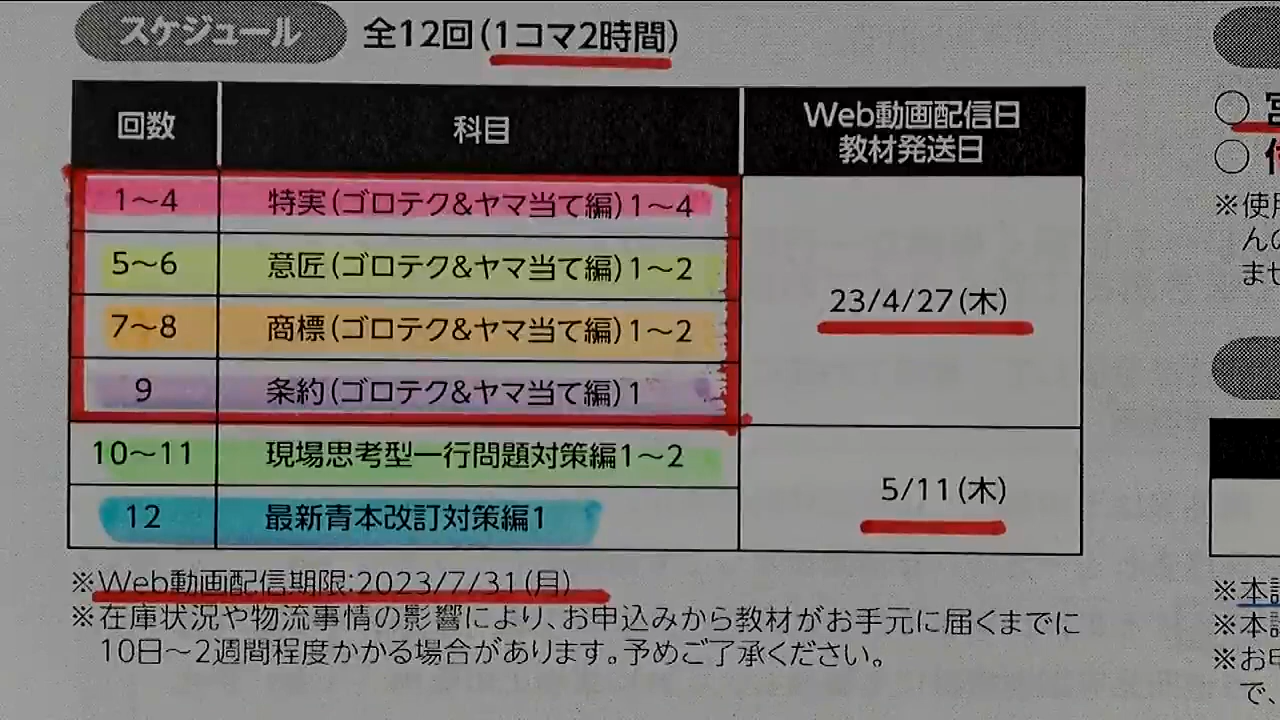 スケジュール 全12回(1コマ2時間)
回数 科目 Web動画配信日 教材発送日
1～4 特実(ゴロテク&ヤマ当て編)1～4
5～6 意匠(ゴロテク&ヤマ当て編)1～2
23/4/27(木)
7～8 商標(ゴロテク&ヤマ当て編)1～2
9 条約(ゴロテク&ヤマ当て編)1
10～11 現場思考型一行問題対策編1～2
5/11(木)
12 最新青本改訂対策編1
※Web動画配信期限:2023/7/31(月)
※在庫状況や物流事情の影響により、お申込みから教材がお手元に届くまでに
10日～2週間程度かかる場合があります。予めご了承ください。
○
○
※使
んの
ませ
※本
※本
※お申
で、